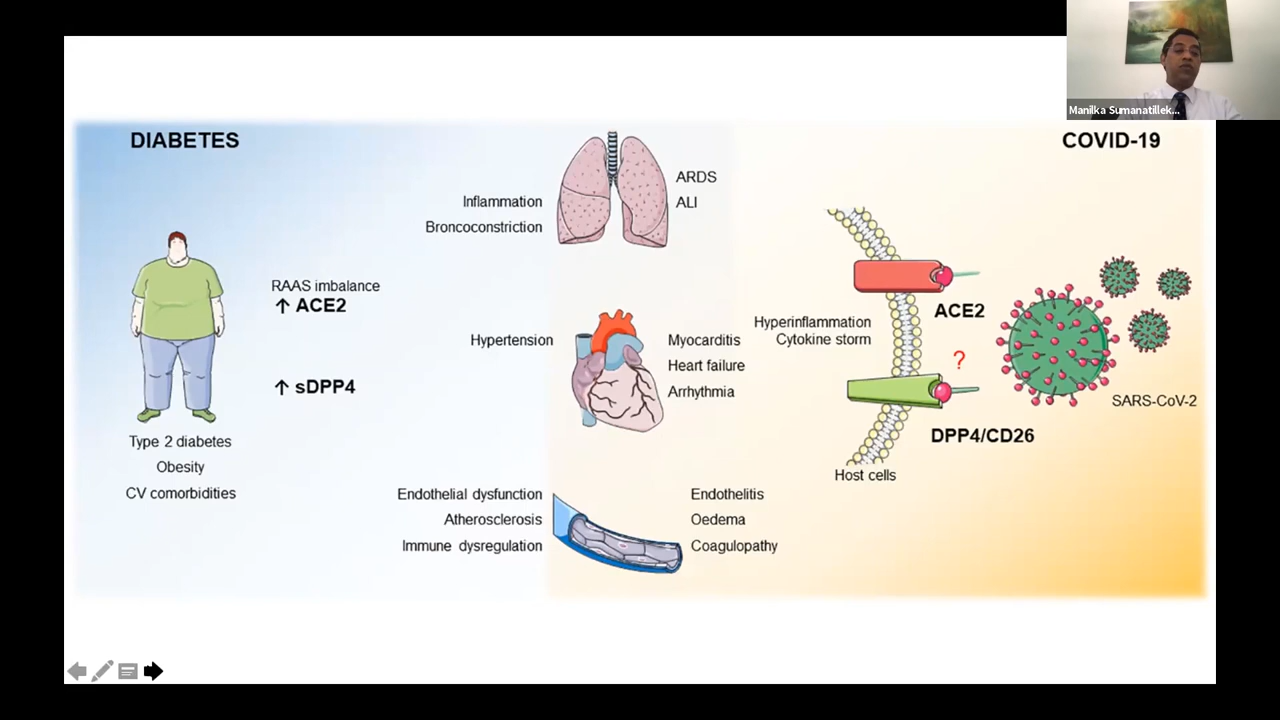 Manilka Sumanatillek...
DIABETES
COVID-19
ARDS
ALI
Inflammation
Broncoconstriction
RAAS imbalance
↑ ACE2
↑ sDPP4
Type 2 diabetes
Obesity
CV comorbidities
Hypertension
Myocarditis
Heart failure
Arrhythmia
Endothelial dysfunction
Atherosclerosis
Immune dysregulation
Endothelitis
Oedema
Coagulopathy
Hyperinflammation
Cytokine storm
ACE2
?
DPP4/CD26
Host cells
SARS-CoV-2